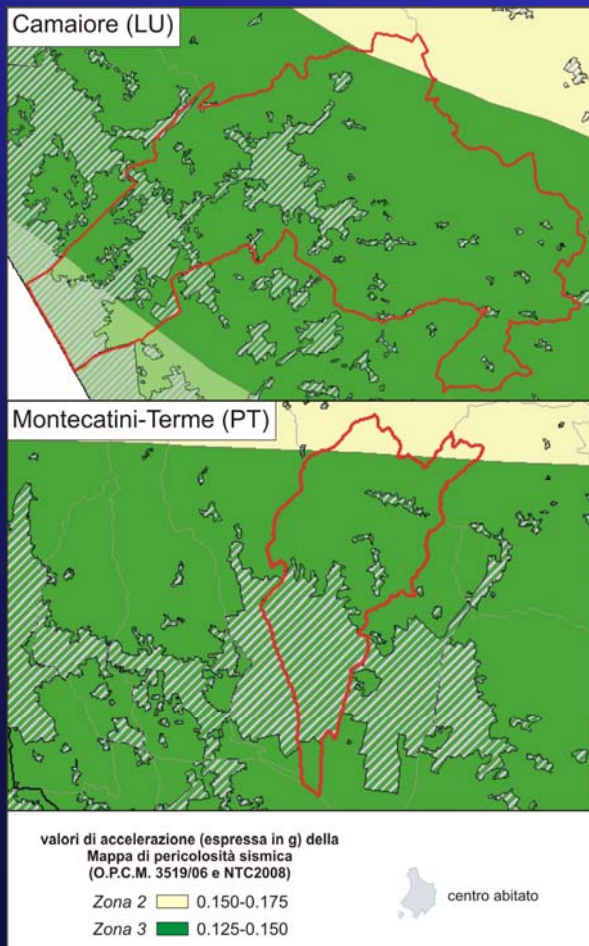 Camaiore (LU)
Montecatini-Terme (PT)
valori di accelerazione (espressa in g) della
Mappa di pericolosità sismica
(O.P.C.M. 3519/06 e NTC2008)
Zona 2 0.150-0.175
Zona 3 0.125-0.150
centro abitato